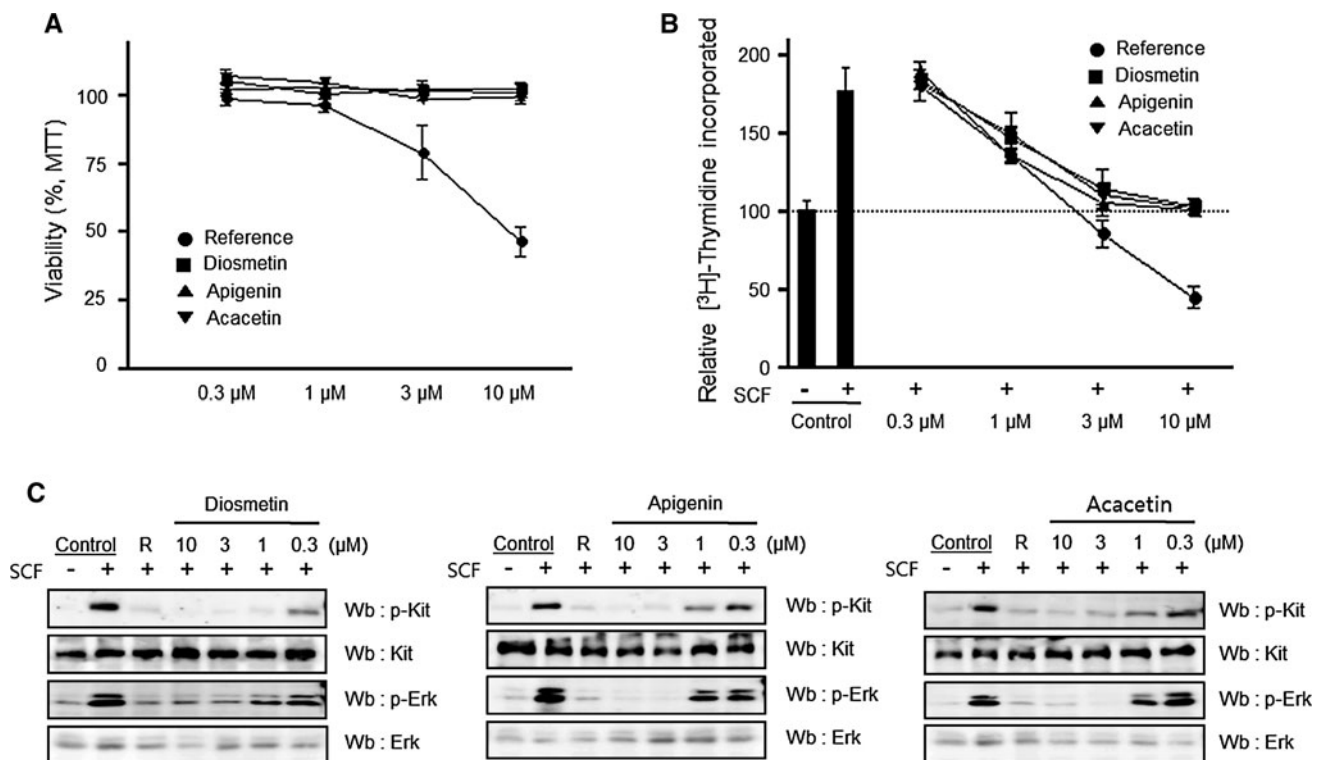 A
Viability (%, MTT)
100
75
50
25
0
Reference
Diosmetin
Apigenin
Acacetin
0.3 µM 1 µM 3 µM 10 µM
B
Relative [³H]-Thymidine incorporated
200
150
100
50
0
Reference
Diosmetin
Apigenin
Acacetin
SCF - + + + + +
Control 0.3 µM 1 µM 3 µM 10 µM
C
Diosmetin
Control R 10 3 1 0.3 (µM)
SCF - + + + + + +
Wb : p-Kit
Wb : Kit
Wb : p-Erk
Wb : Erk
Apigenin
Control R 10 3 1 0.3 (µM)
SCF - + + + + + +
Wb : p-Kit
Wb : Kit
Wb : p-Erk
Wb : Erk
Acacetin
Control R 10 3 1 0.3 (µM)
SCF - + + + + + +
Wb : p-Kit
Wb : Kit
Wb : p-Erk
Wb : Erk